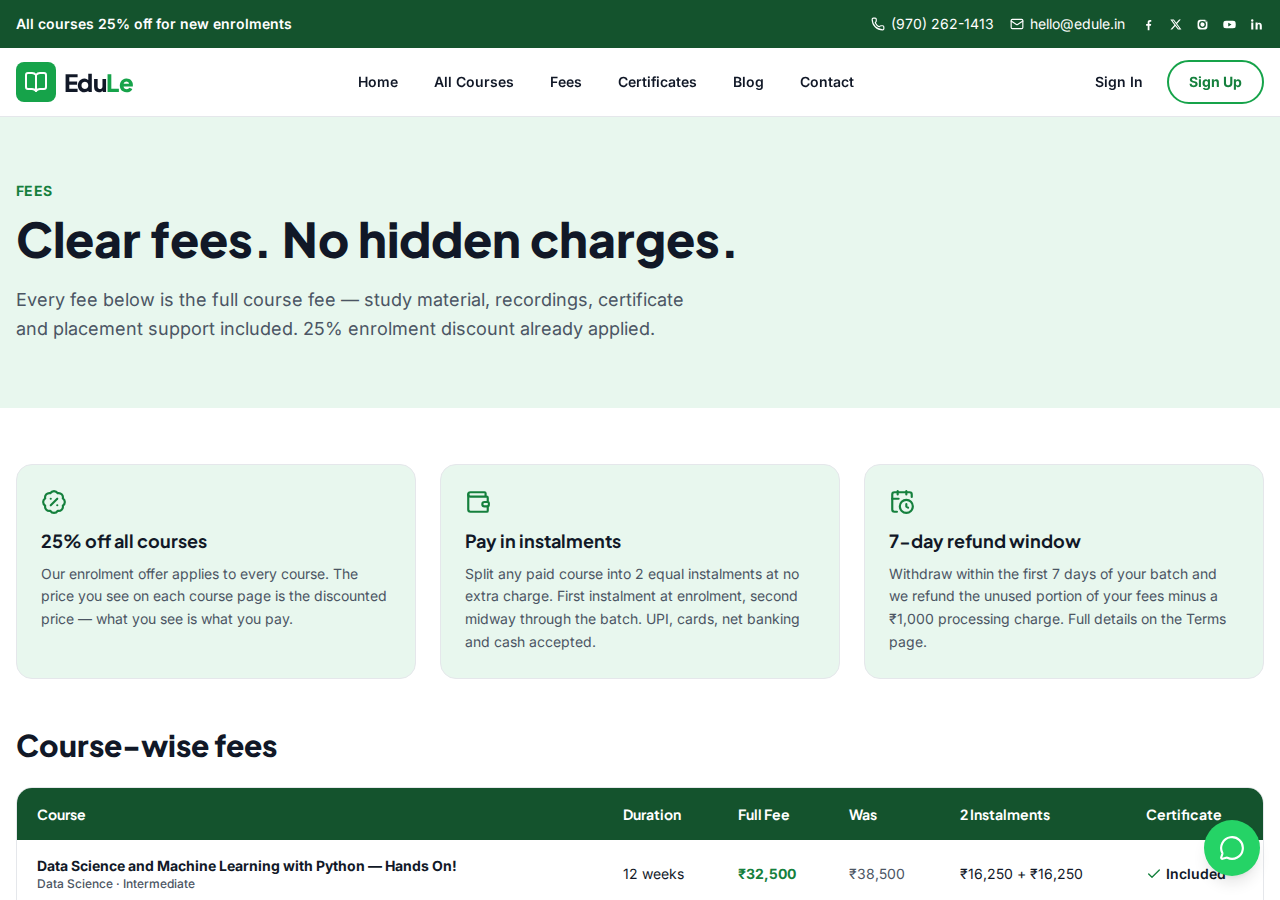 All courses 25% off for new enrolments
(970) 262-1413
hello@edule.in
EduLe
Home
All Courses
Fees
Certificates
Blog
Contact
Sign In
Sign Up
FEES
Clear fees. No hidden charges.
Every fee below is the full course fee — study material, recordings, certificate
and placement support included. 25% enrolment discount already applied.
25% off all courses
Our enrolment offer applies to every course. The
price you see on each course page is the discounted
price — what you see is what you pay.
Pay in instalments
Split any paid course into 2 equal instalments at no
extra charge. First instalment at enrolment, second
midway through the batch. UPI, cards, net banking
and cash accepted.
7-day refund window
Withdraw within the first 7 days of your batch and
we refund the unused portion of your fees minus a
₹1,000 processing charge. Full details on the Terms
page.
Course-wise fees
Course Duration Full Fee Was 2 Instalments Certificate
Data Science and Machine Learning with Python — Hands On!
Data Science · Intermediate
12 weeks ₹32,500 ₹38,500 ₹16,250 + ₹16,250 Included